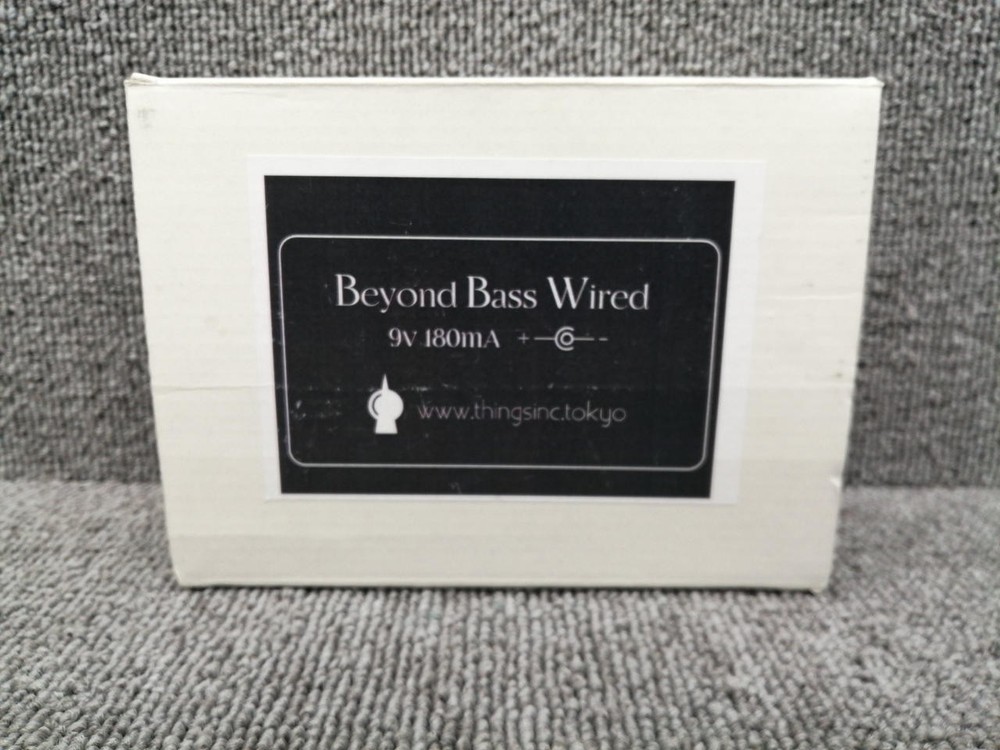 Beyond Bass Wired
9V 180mA + -
www.thingsinc.tokyo